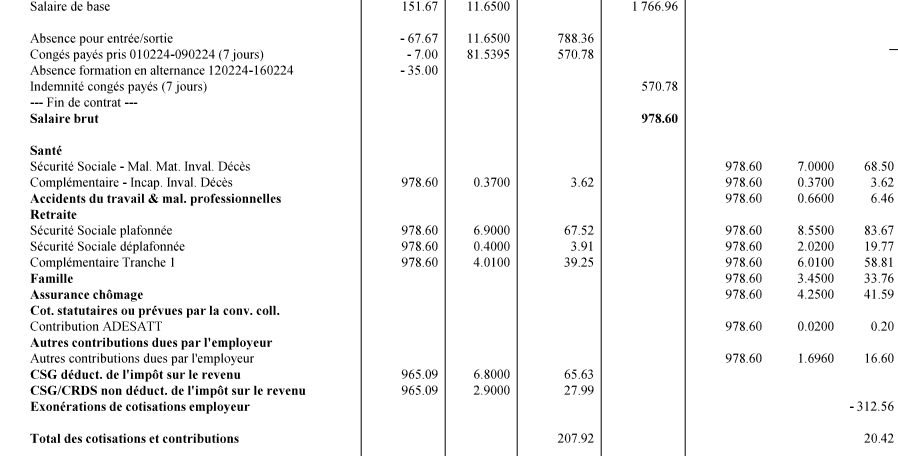 Salaire de base 151.67 11.6500 1 766.96
Absence pour entrée/sortie - 67.67 11.6500 788.36
Congés payés pris 010224-090224 (7 jours) - 7.00 81.5395 570.78
Absence formation en alternance 120224-160224 - 35.00
Indemnité congés payés (7 jours) 570.78
--- Fin de contrat ---
Salaire brut 978.60
Santé
Sécurité Sociale - Mal. Mat. Inval. Décès 978.60 7.0000 68.50
Complémentaire - Incap. Inval. Décès 978.60 0.3700 3.62 978.60 0.3700 3.62
Accidents du travail & mal. professionnelles 978.60 0.6600 6.46
Retraite
Sécurité Sociale plafonnée 978.60 6.9000 67.52 978.60 8.5500 83.67
Sécurité Sociale déplafonnée 978.60 0.4000 3.91 978.60 2.0200 19.77
Complémentaire Tranche 1 978.60 4.0100 39.25 978.60 6.0100 58.81
Famille 978.60 3.4500 33.76
Assurance chômage 978.60 4.2500 41.59
Cot. statutaires ou prévues par la conv. coll.
Contribution ADESATT 978.60 0.0200 0.20
Autres contributions dues par l'employeur
Autres contributions dues par l'employeur 978.60 1.6960 16.60
CSG déduct. de l'impôt sur le revenu 965.09 6.8000 65.63
CSG/CRDS non déduct. de l'impôt sur le revenu 965.09 2.9000 27.99
Exonérations de cotisations employeur - 312.56
Total des cotisations et contributions 207.92 20.42